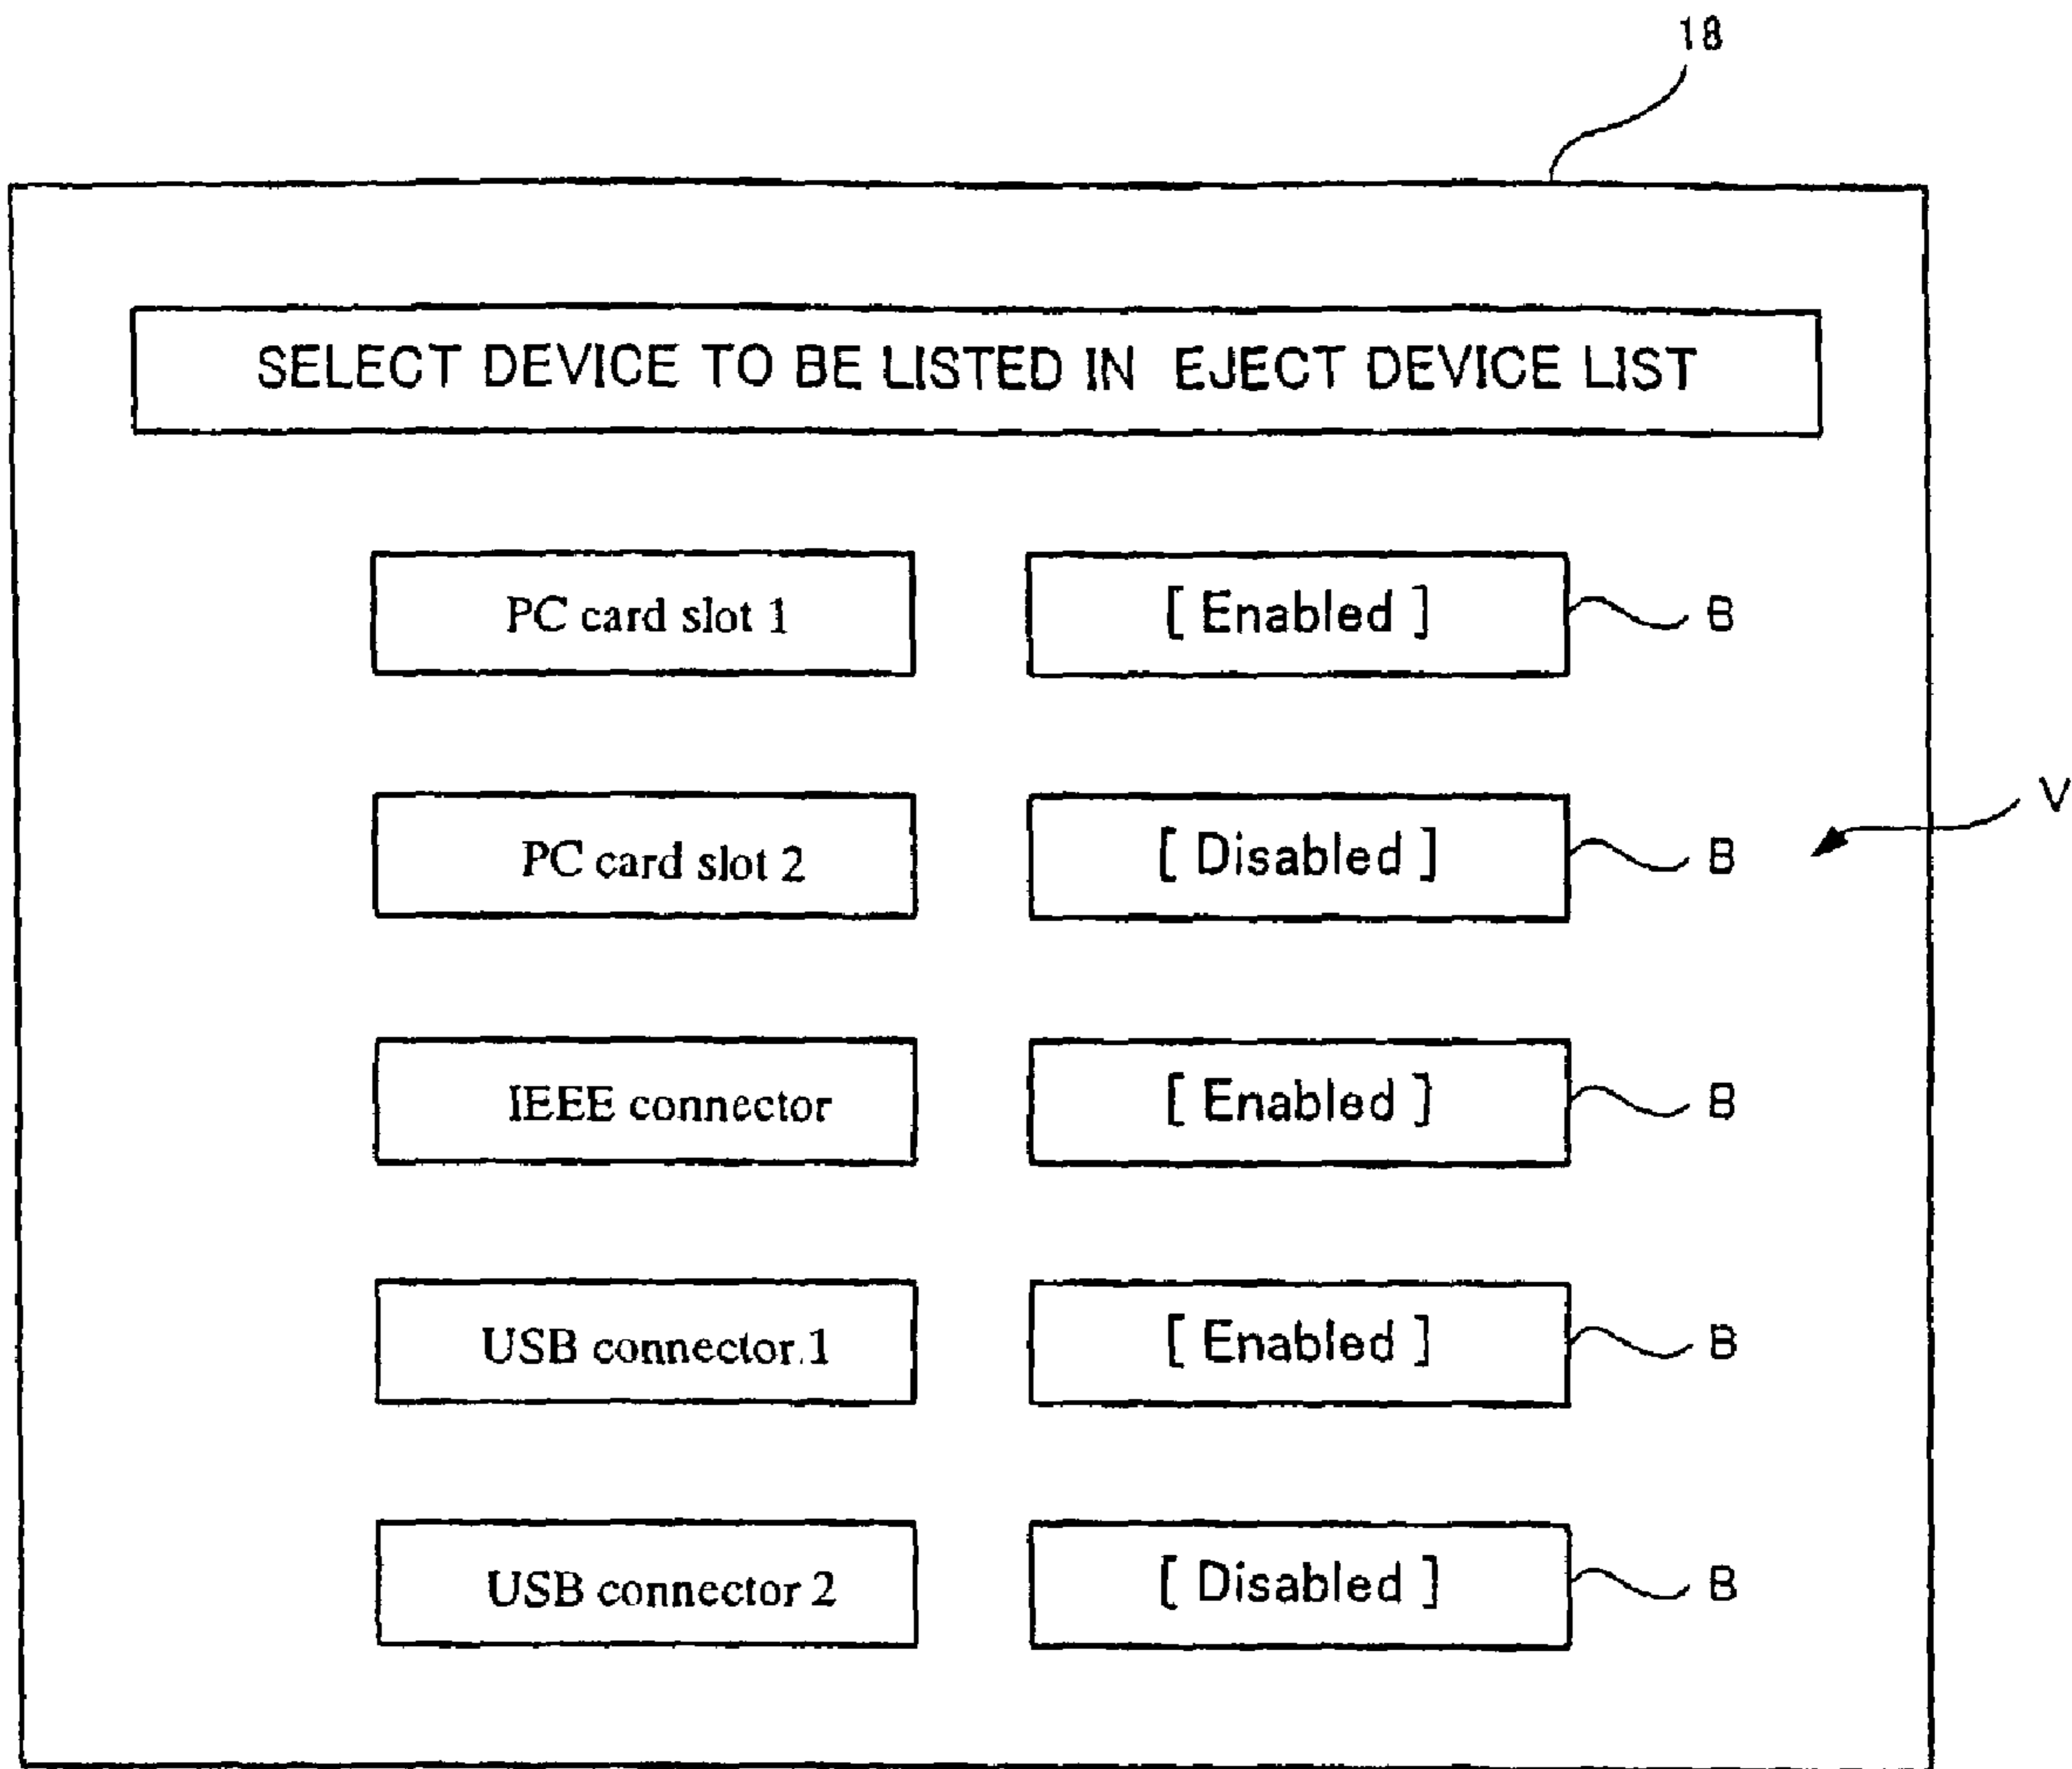 18
SELECT DEVICE TO BE LISTED IN EJECT DEVICE LIST
PC card slot 1 [ Enabled ] B
PC card slot 2 [ Disabled ] B
V
IEEE connector [ Enabled ] B
USB connector.1 [ Enabled ] B
USB connector 2 [ Disabled ] B